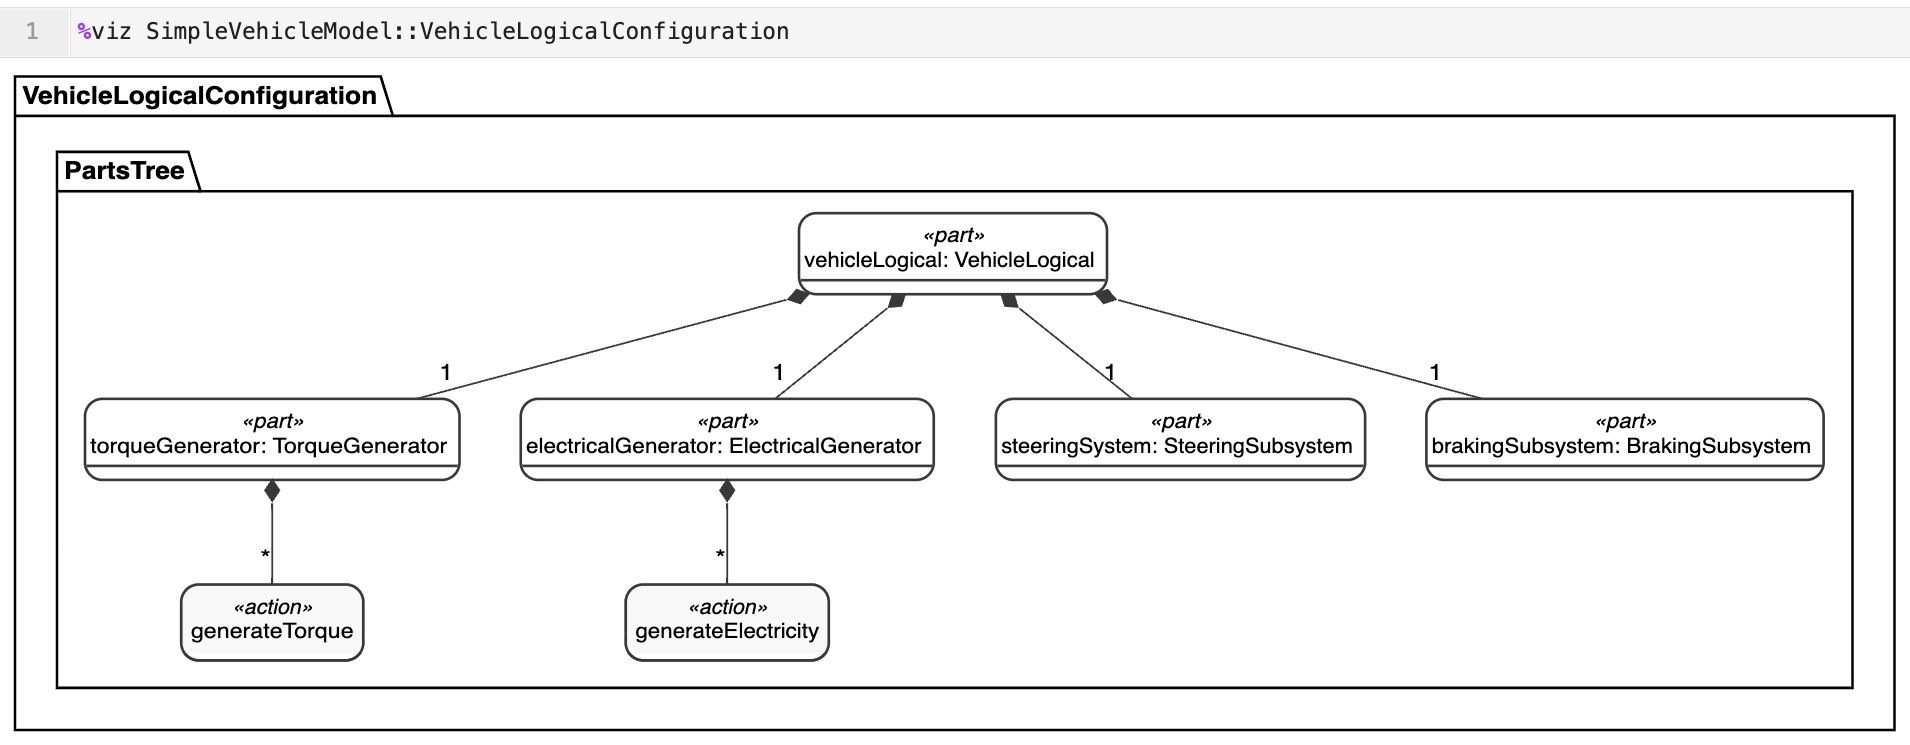 1 %viz SimpleVehicleModel::VehicleLogicalConfiguration
VehicleLogicalConfiguration
PartsTree
«part»
vehicleLogical: VehicleLogical
1 1 1 1
«part» «part» «part» «part»
torqueGenerator: TorqueGenerator electricalGenerator: ElectricalGenerator steeringSystem: SteeringSubsystem brakingSubsystem: BrakingSubsystem
* *
«action» «action»
generateTorque generateElectricity